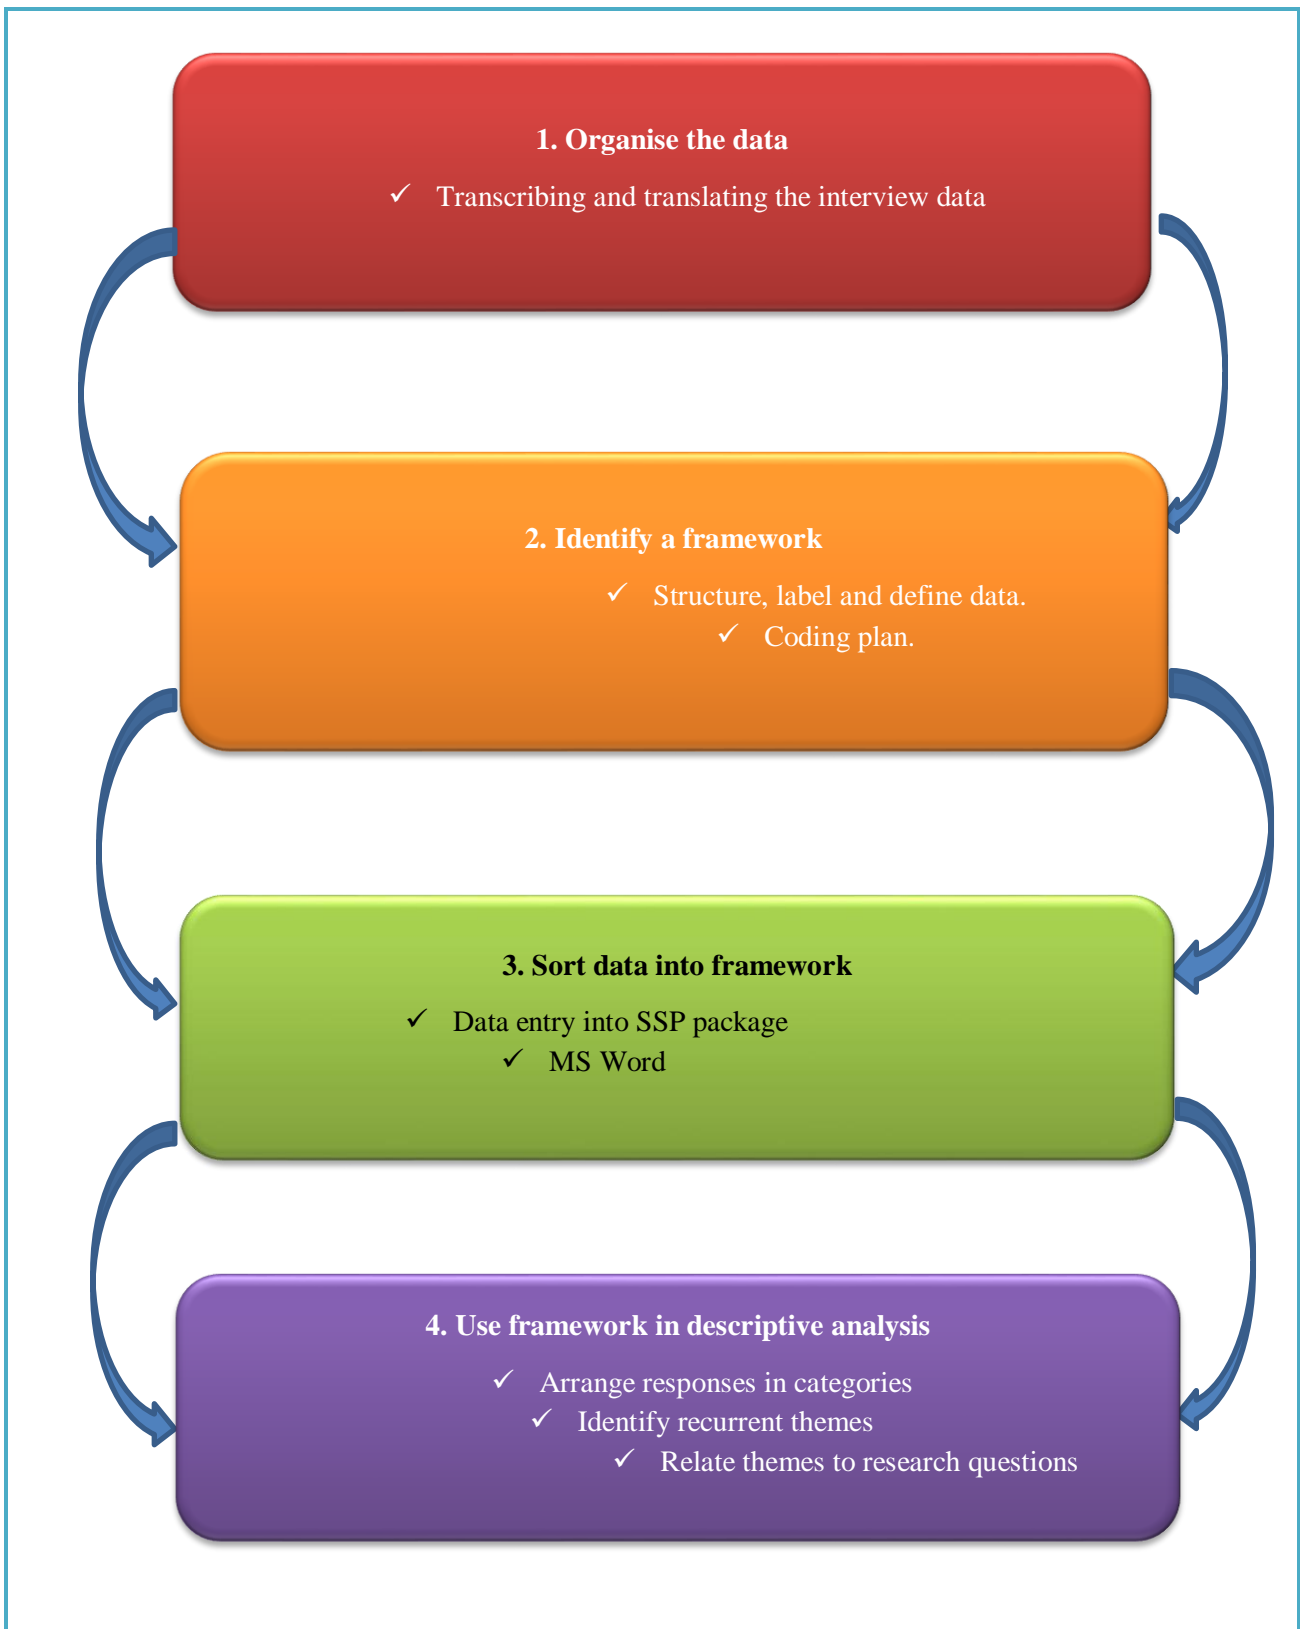 1. Organise the data
✓ Transcribing and translating the interview data
2. Identify a framework
✓ Structure, label and define data.
✓ Coding plan.
3. Sort data into framework
✓ Data entry into SSP package
✓ MS Word
4. Use framework in descriptive analysis
✓ Arrange responses in categories
✓ Identify recurrent themes
✓ Relate themes to research questions